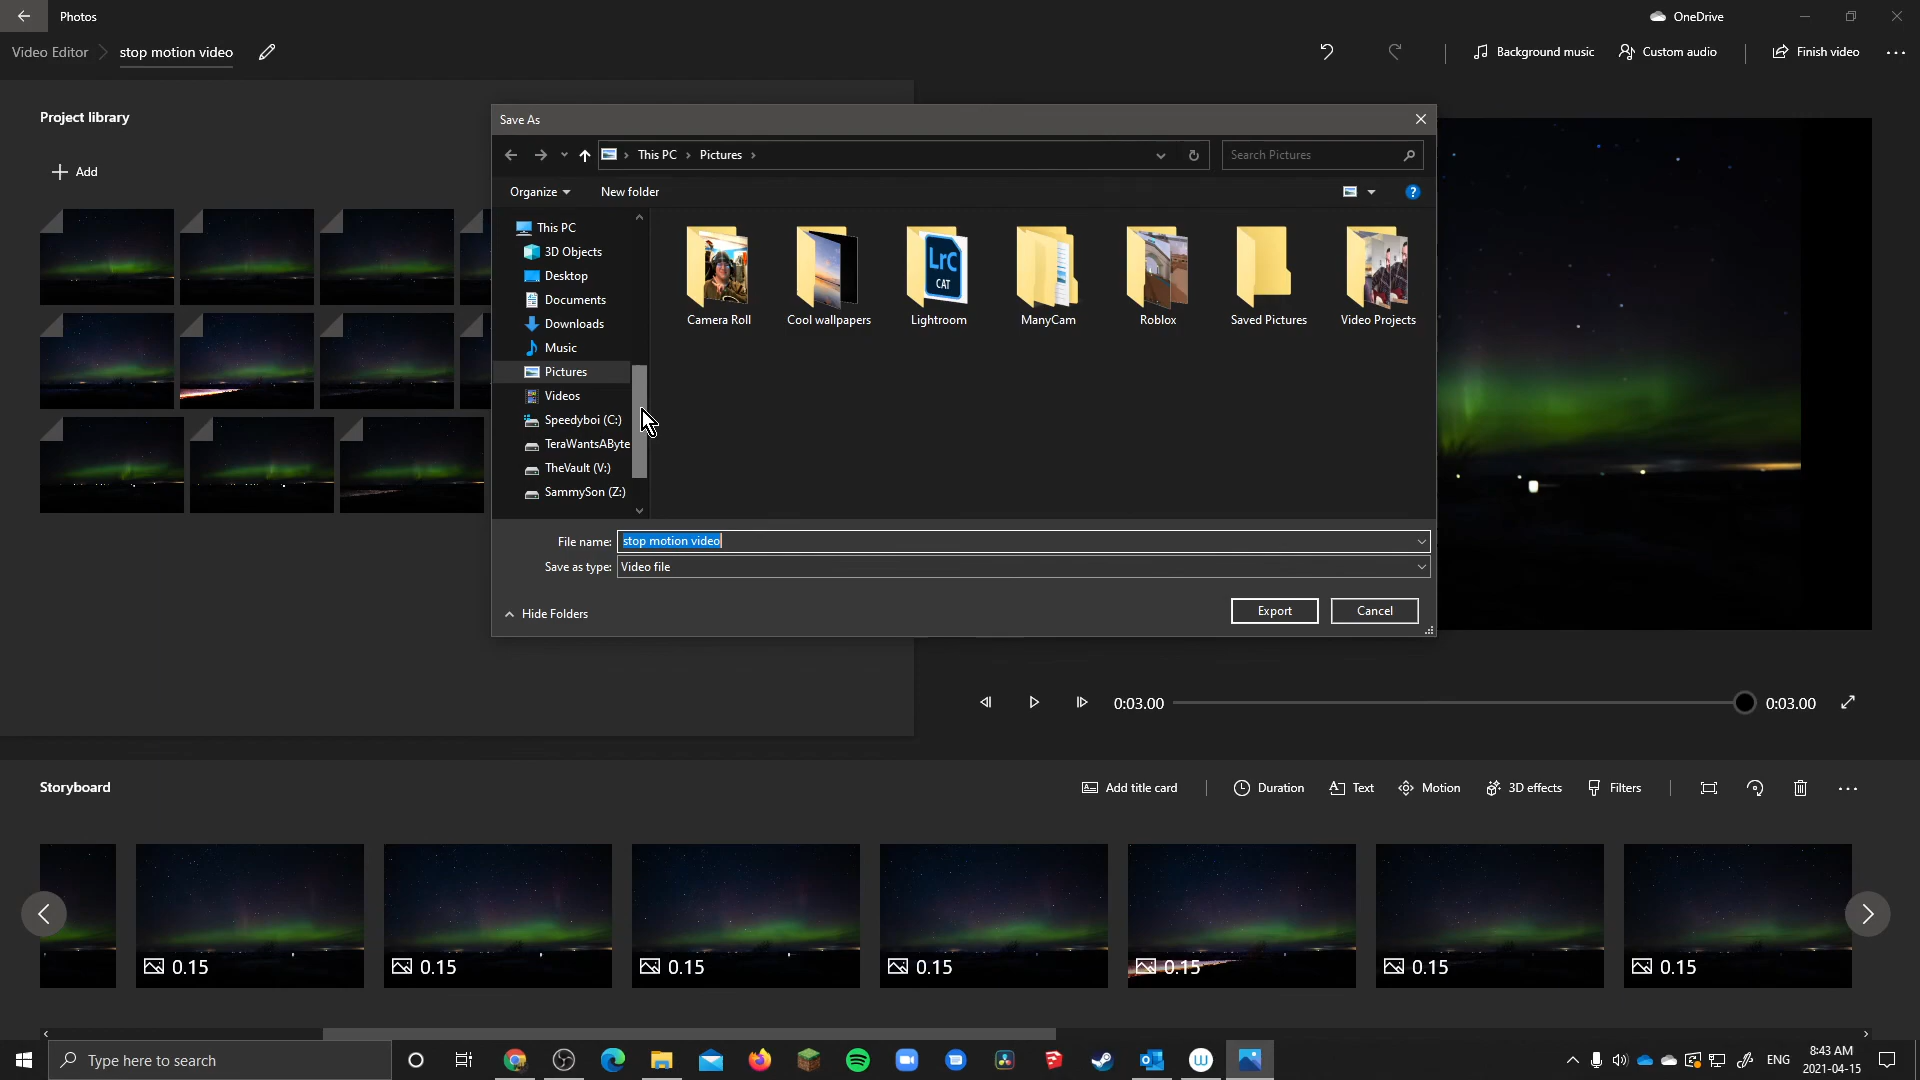 Photos
OneDrive
Video Editor
stop motion video
Background music
Custom audio
Finish video
Project library
Add
Save As
This PC
Pictures
Search Pictures
Organize
New folder
?
This PC
3D Objects
Desktop
Documents
Downloads
Music
Pictures
Videos
Speedyboi (C:)
TeraWantsAByte
TheVault (V:)
SammySon (Z:)
LrC
CAT
Camera Roll
Cool wallpapers
Lightroom
ManyCam
Roblox
Saved Pictures
Video Projects
File name: stop motion video
Save as type: Video file
Hide Folders
Export
Cancel
0:03.00
0:03.00
Storyboard
Add title card
Duration
Text
Motion
3D effects
Filters
0.15
0.15
0.15
0.15
0.15
0.15
0.15
Type here to search
ENG
8:43 AM
2021-04-15